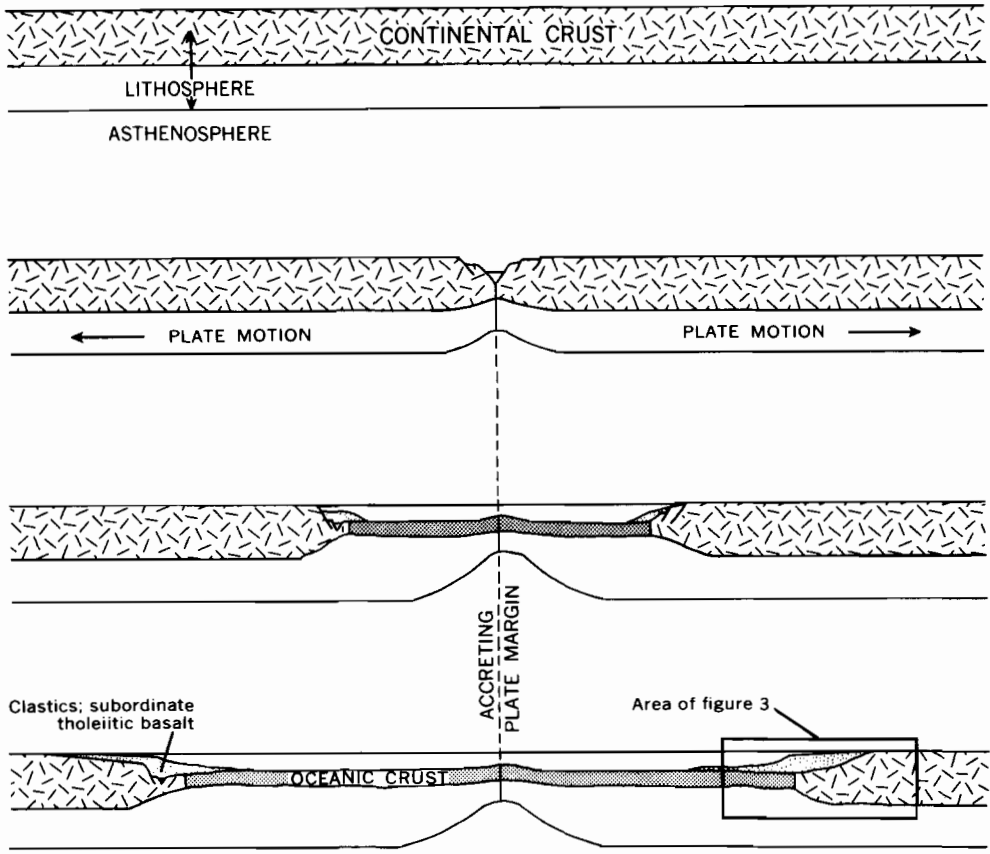 CONTINENTAL CRUST
LITHOSPHERE
ASTHENOSPHERE
PLATE MOTION
PLATE MOTION
ACCRETING
PLATE MARGIN
Clastics; subordinate
tholeiitic basalt
Area of figure 3
OCEANIC CRUST